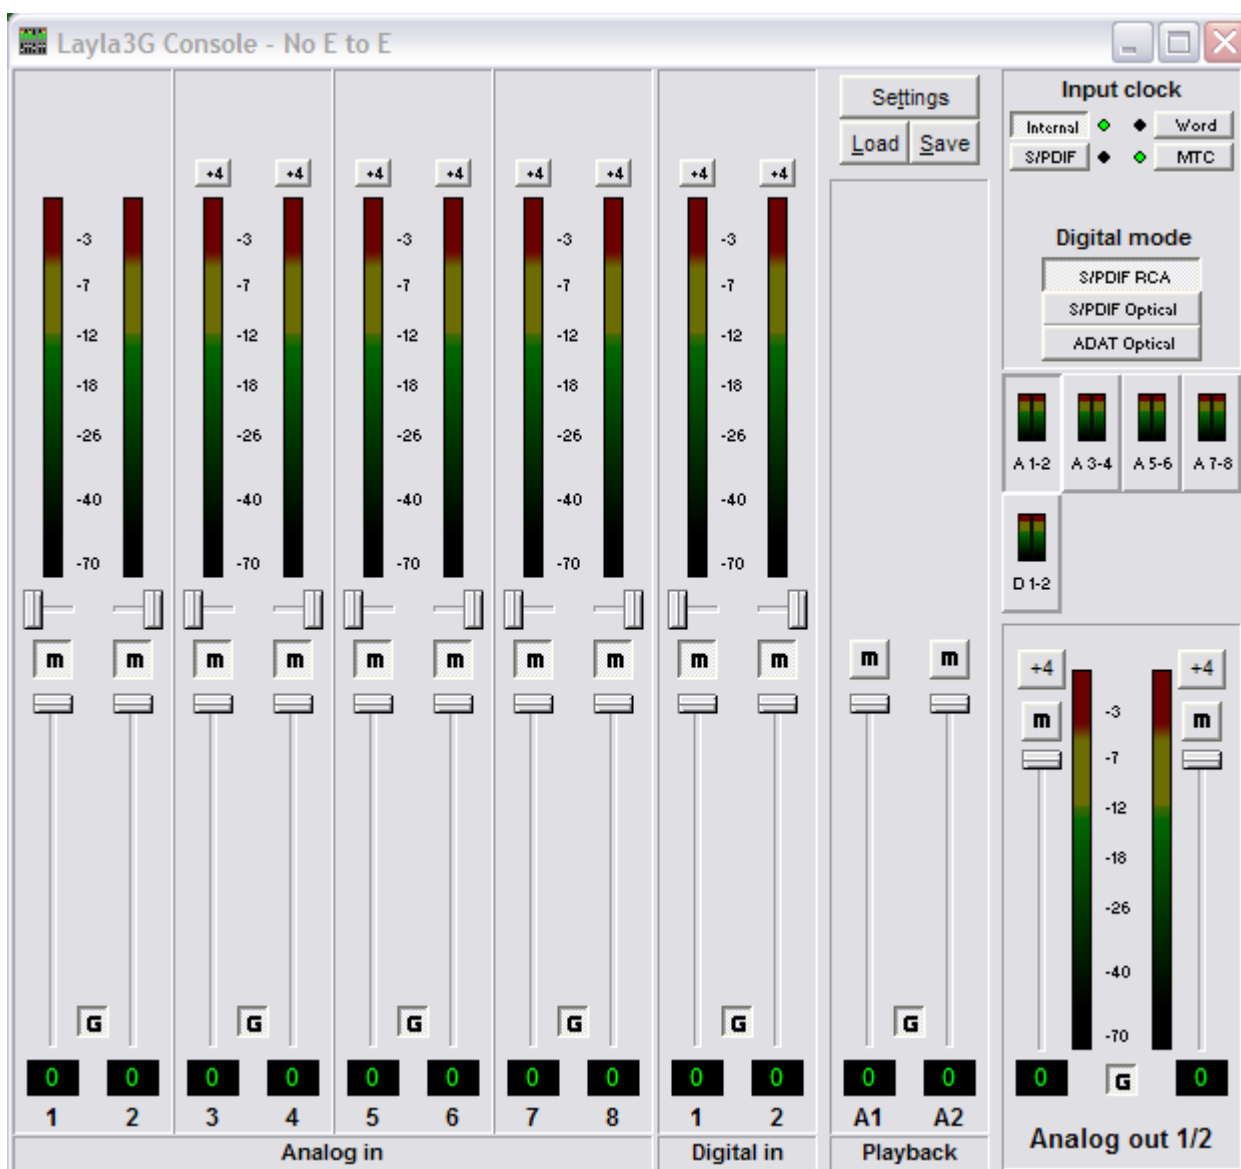 Layla3G Console - No E to E
Settings
Load Save
Input clock
Internal Word
S/PDIF MTC
Digital mode
S/PDIF RCA
S/PDIF Optical
ADAT Optical
+4 +4 +4 +4 +4 +4 +4 +4
-3 -3 -3 -3 -3
-7 -7 -7 -7 -7
-12 -12 -12 -12 -12
-18 -18 -18 -18 -18
-26 -26 -26 -26 -26
-40 -40 -40 -40 -40
-70 -70 -70 -70 -70
m m m m m m m m m m m m
G G G G G G
0 0 0 0 0 0 0 0 0 0 0 0
1 2 3 4 5 6 7 8 1 2 A1 A2
Analog in Digital in Playback
A 1-2 A 3-4 A 5-6 A 7-8
D 1-2
+4 +4
m m
-3
-7
-12
-18
-26
-40
-70
0 G 0
Analog out 1/2